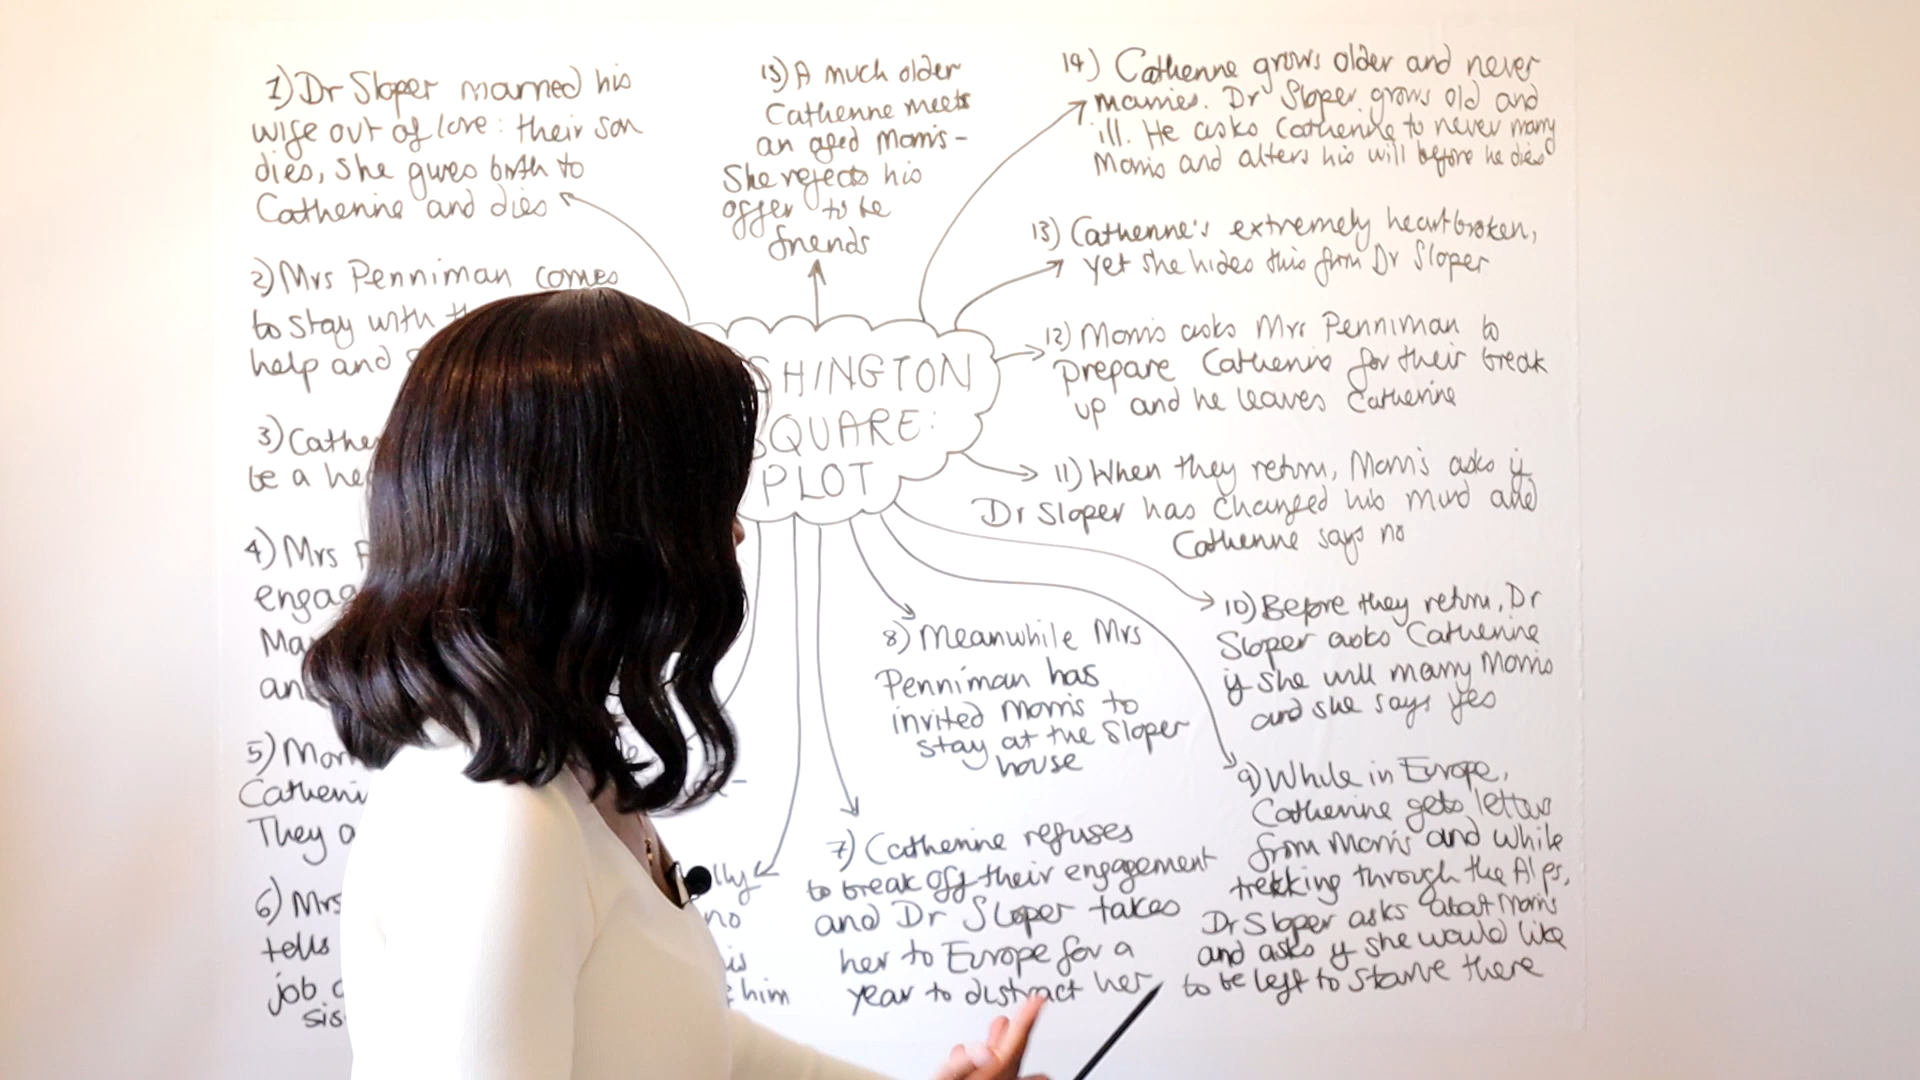 1) Dr Sloper married his
wife out of love: their son
dies, she gives birth to
Catherine and dies
2) Mrs Penniman comes
to stay with
help and
3)
be a
4) Mrs
5)
They
6) Mrs
tells
job
no
is
him
WASHINGTON
SQUARE:
PLOT
7) Catherine refuses
to break off their engagement
and Dr Sloper takes
her to Europe for a
year to distract her
8) Meanwhile Mrs
Penniman has
invited Morris to
stay at the Sloper
house
9) While in Europe,
Catherine gets letters
from Morris and while
trekking through the Alps,
Dr Sloper asks about Morris
and asks if she would like
to be left to starve there
10) Before they return, Dr
Sloper asks Catherine
if she will marry Morris
and she says yes
11) When they return, Morris asks if
Dr Sloper has changed his mind and
Catherine says no
12) Morris asks Mrs Penniman to
prepare Catherine for their break
up and he leaves Catherine
13) Catherine's extremely heartbroken,
yet she hides this from Dr Sloper
14) Catherine grows older and never
marries. Dr Sloper grows old and
ill. He asks Catherine to never marry
Morris and alters his will before he dies
15) A much older
Catherine meets
an aged Morris -
She rejects his
offer to be
friends